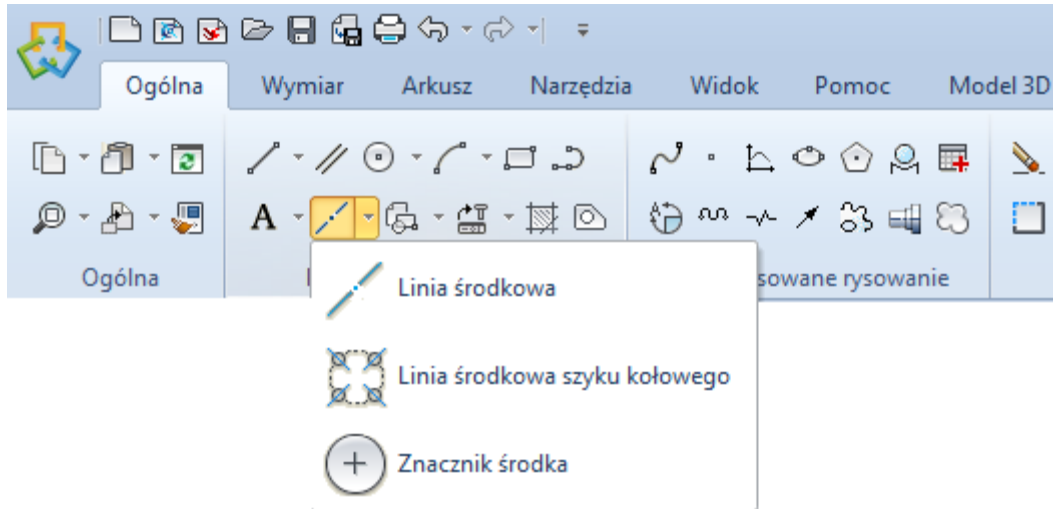 Ogólna Wymiar Arkusz Narzędzia Widok Pomoc Model 3D
A
Ogólna sowane rysowanie
Linia środkowa
Linia środkowa szyku kołowego
Znacznik środka